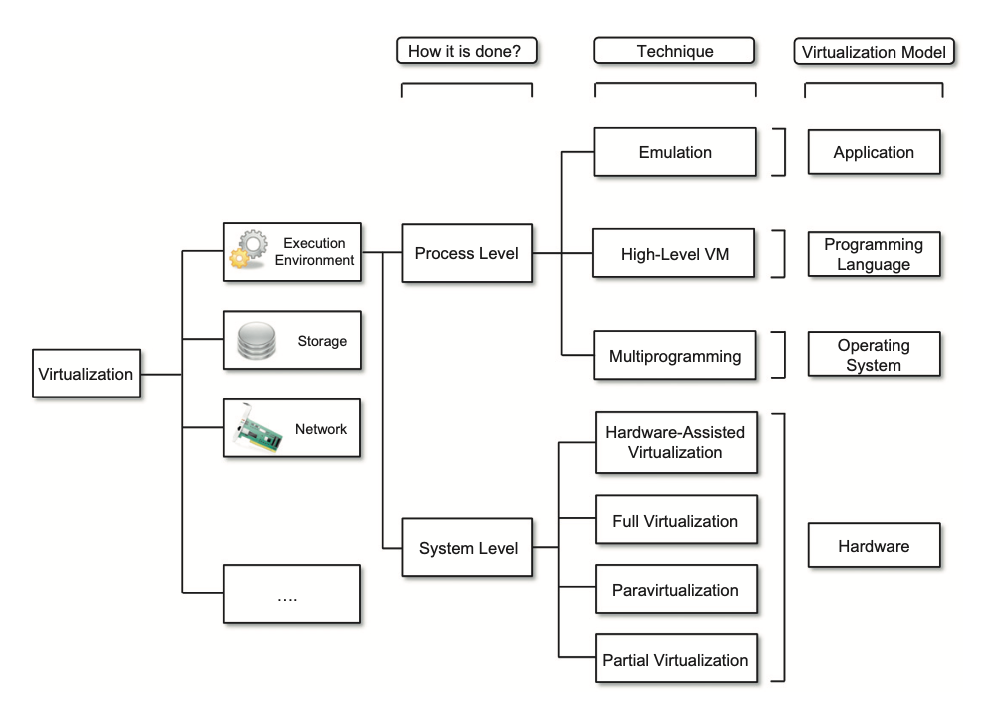 How it is done?
Technique
Virtualization Model
Emulation
Application
Execution
Environment
Process Level
High-Level VM
Programming
Language
Storage
Multiprogramming
Operating
System
Virtualization
Network
Hardware-Assisted
Virtualization
Full Virtualization
System Level
Hardware
Paravirtualization
....
Partial Virtualization